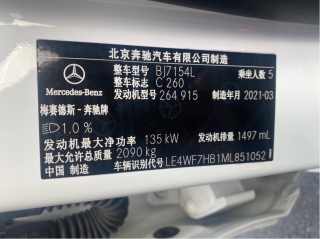 北京奔驰汽车有限公司制造
Mercedes-Benz
整车型号 BJ7154L 乘坐人数 5
整车标签 C 260
发动机型号 264 915 制造年月 2021-03
梅赛德斯-奔驰牌
1.0 %
发动机最大净功率 135 kW 发动机排量 1497 mL
最大允许总质量 2090 kg
中国 制造 车辆识别代号 LE4WF7HB1ML851052